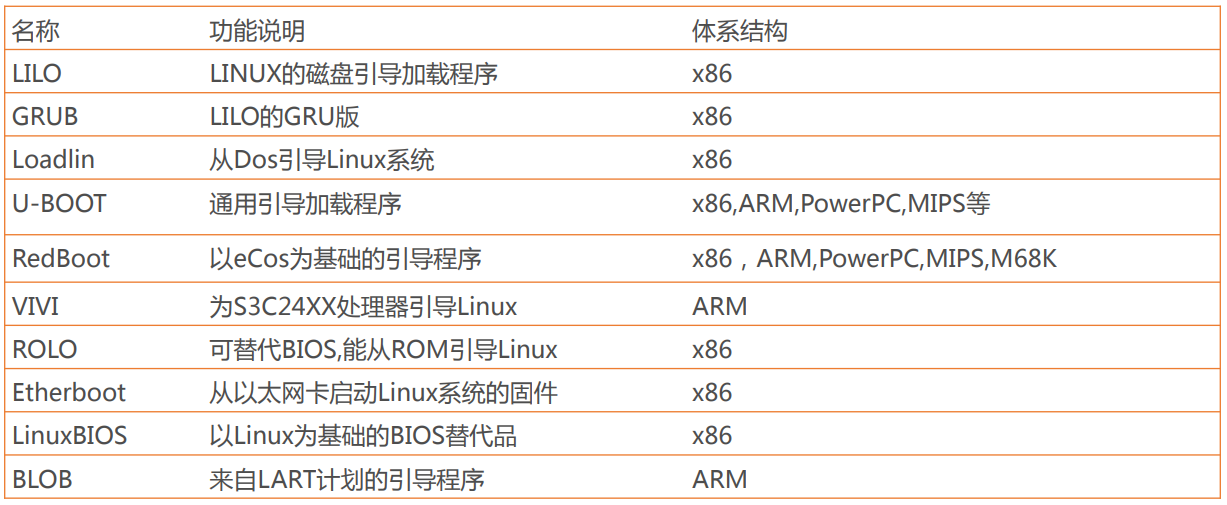 名称 功能说明 体系结构
LILO LINUX的磁盘引导加载程序 x86
GRUB LILO的GRU版 x86
Loadlin 从Dos引导Linux系统 x86
U-BOOT 通用引导加载程序 x86,ARM,PowerPC,MIPS等
RedBoot 以eCos为基础的引导程序 x86，ARM,PowerPC,MIPS,M68K
VIVI 为S3C24XX处理器引导Linux ARM
ROLO 可替代BIOS,能从ROM引导Linux x86
Etherboot 从以太网卡启动Linux系统的固件 x86
LinuxBIOS 以Linux为基础的BIOS替代品 x86
BLOB 来自LART计划的引导程序 ARM